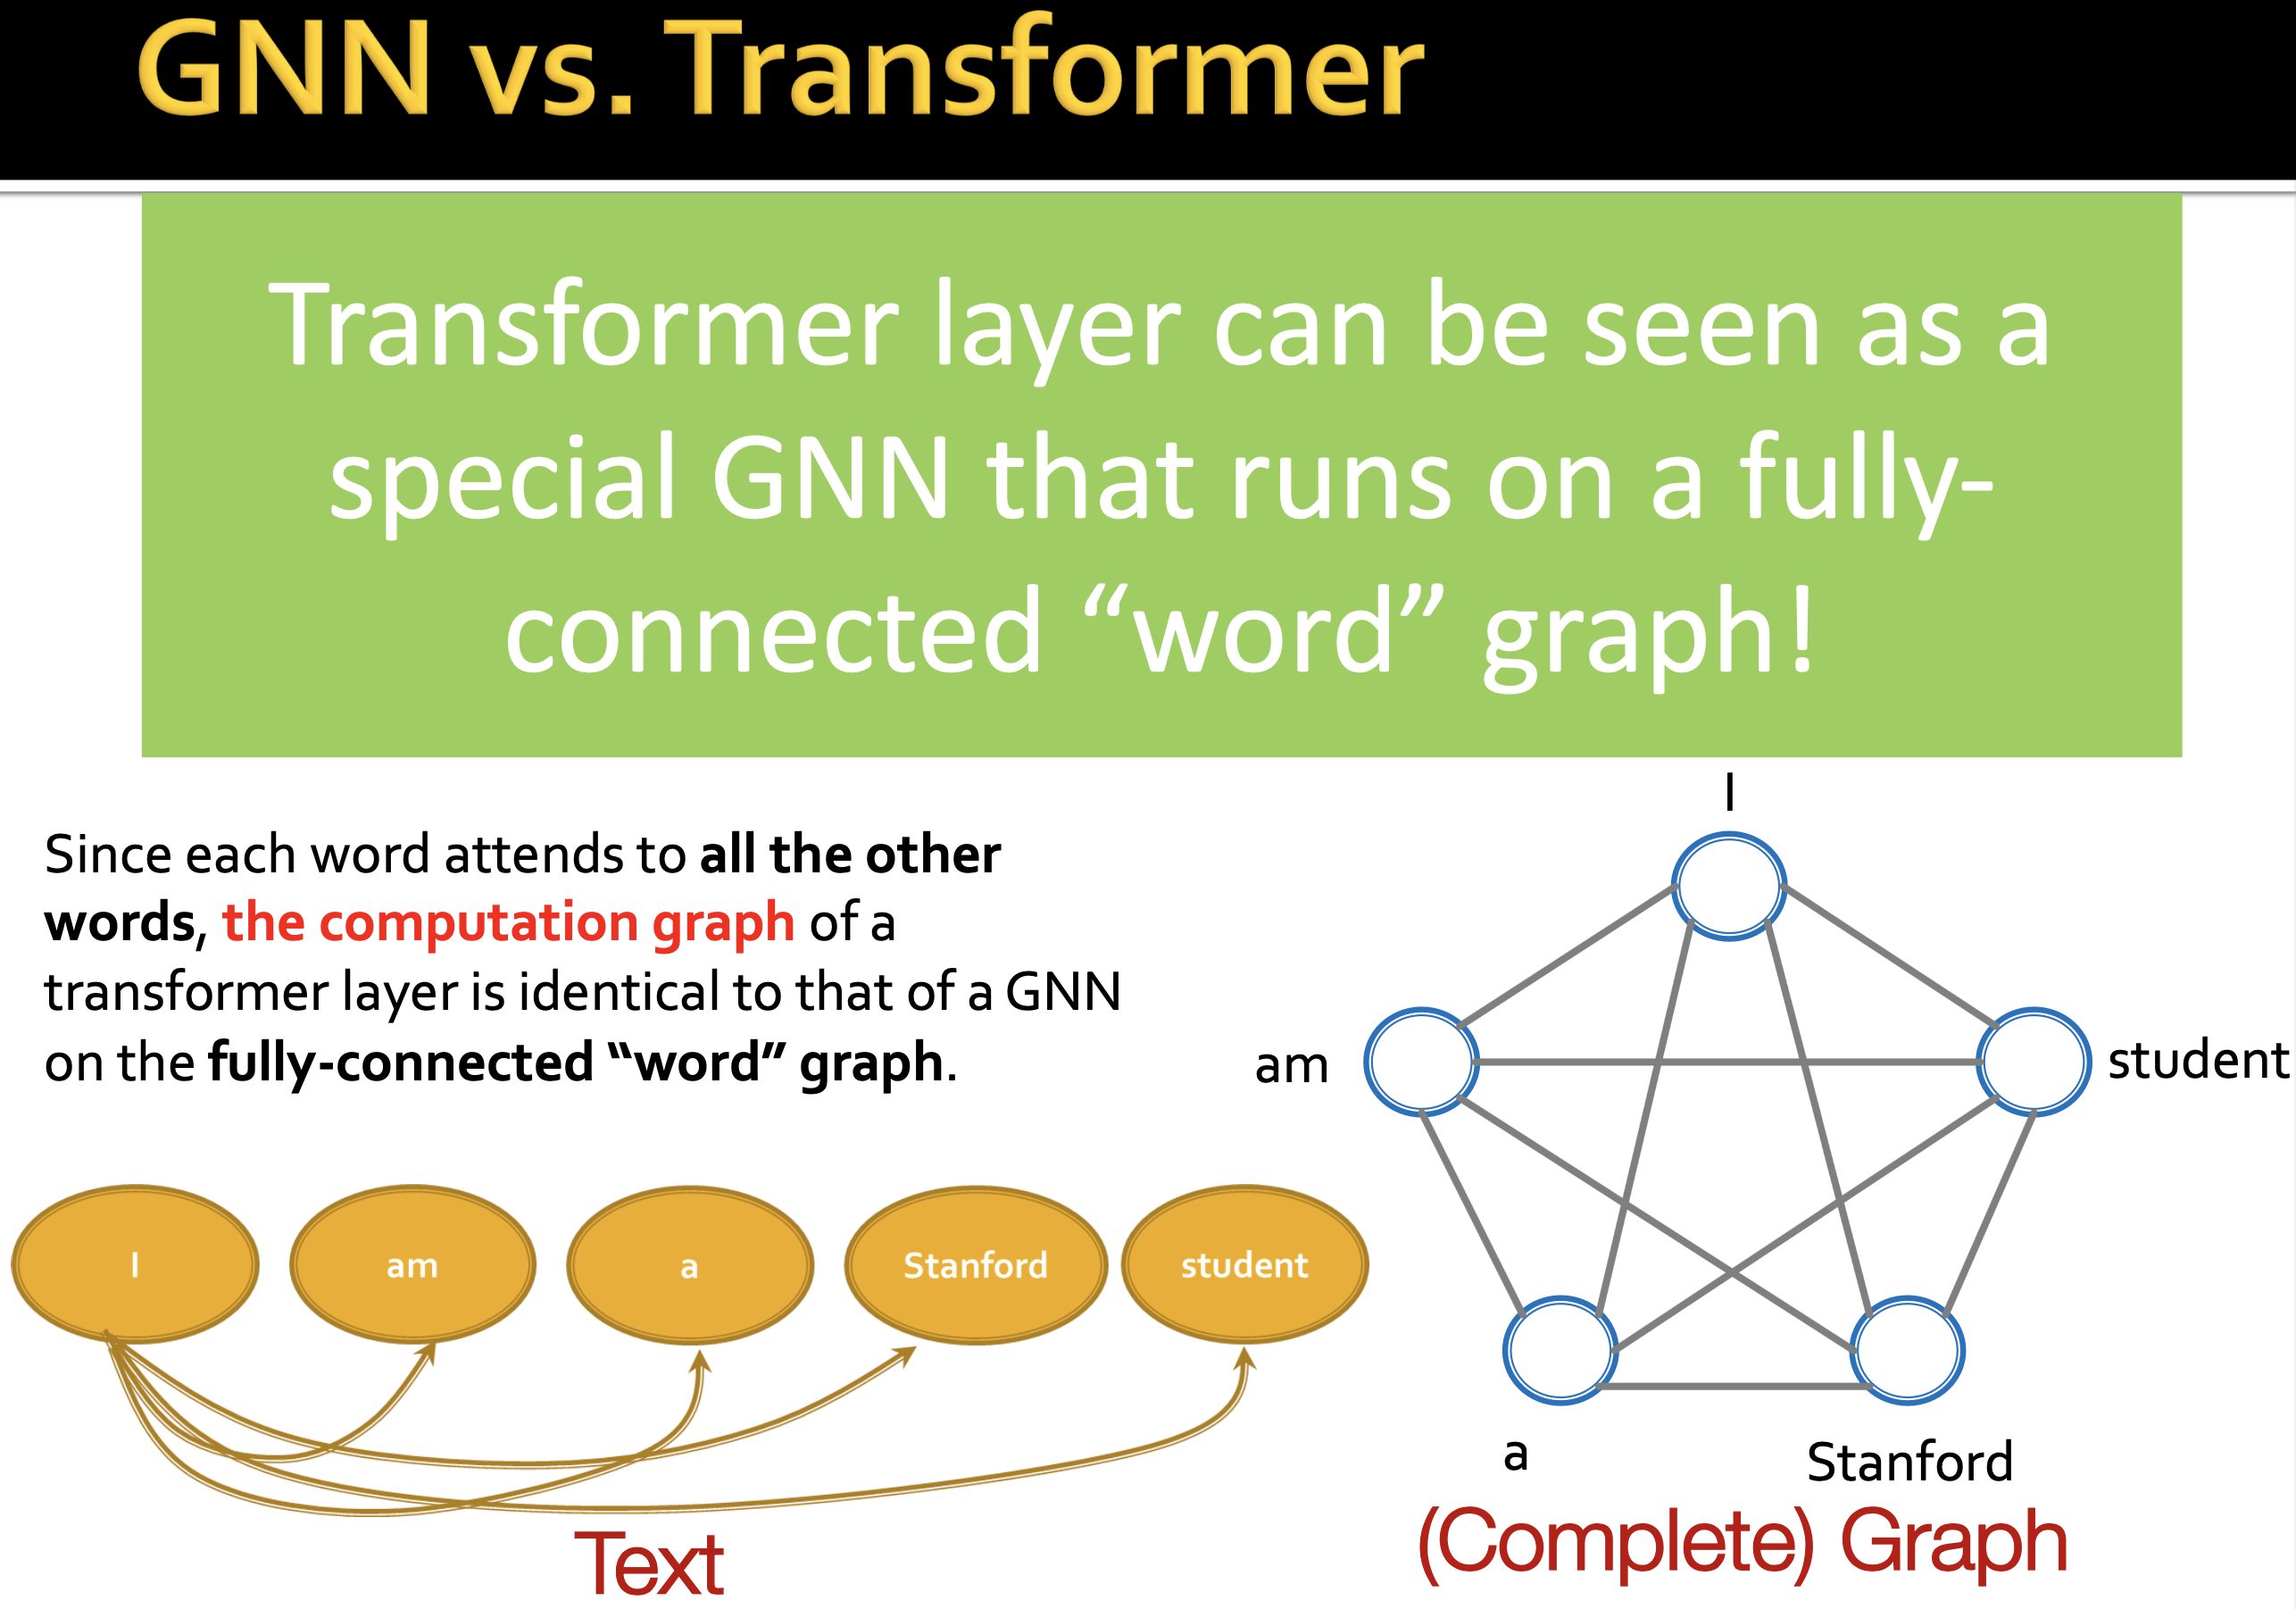 GNN vs. Transformer
Transformer layer can be seen as a
special GNN that runs on a fully-
connected “word” graph!
Since each word attends to all the other
words, the computation graph of a
transformer layer is identical to that of a GNN
on the fully-connected “word” graph.
I
am
student
a
Stanford
(Complete) Graph
I
am
a
Stanford
student
Text